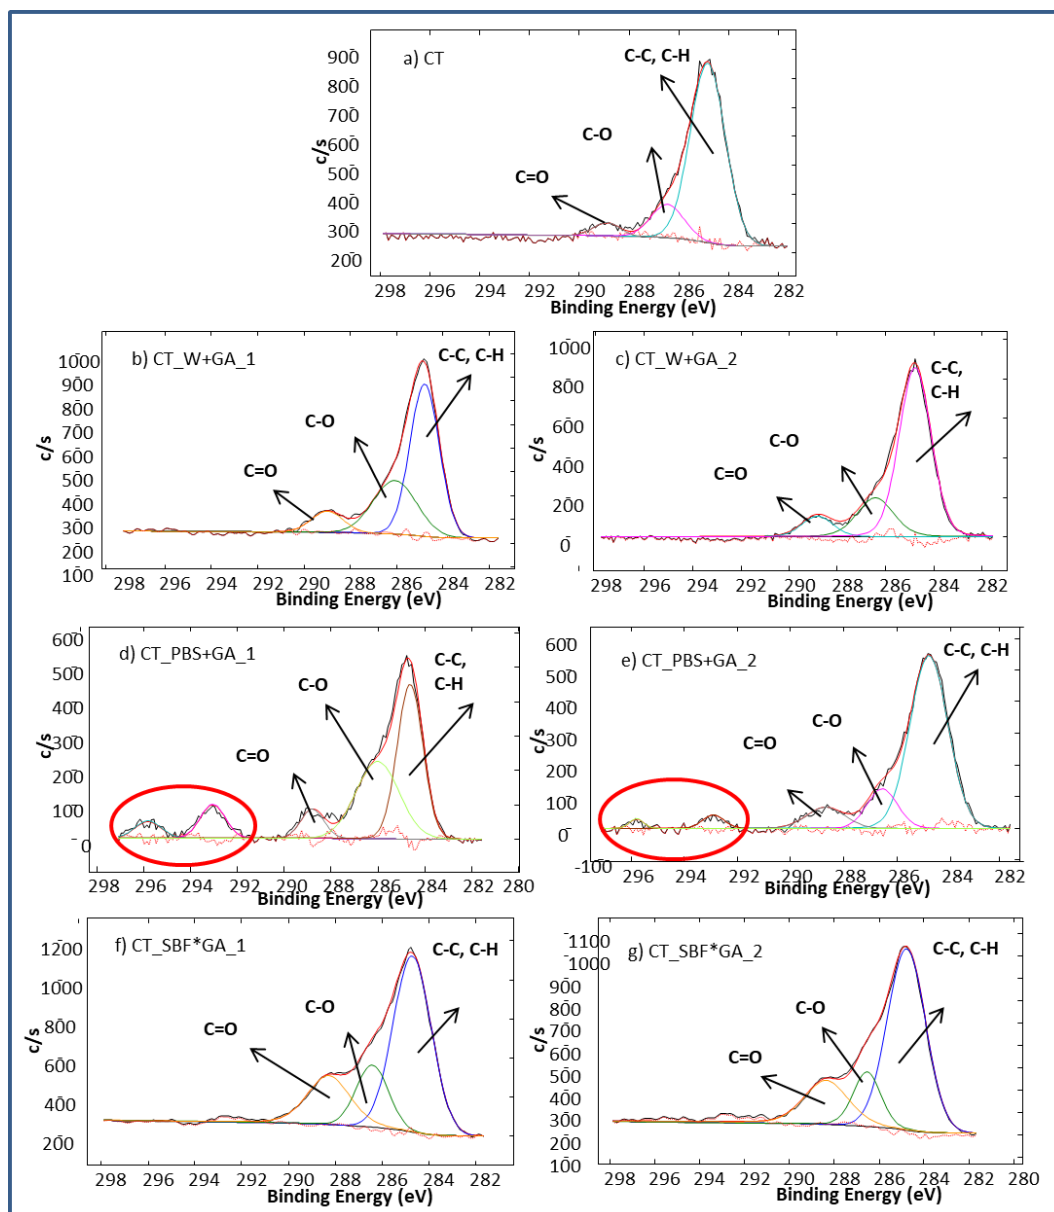 a) CT
C-C, C-H
C-O
C=O
c/s
900
800
700
600
500
400
300
200
298 296 294 292 290 288 286 284 282
Binding Energy (eV)
b) CT_W+GA_1
C-C, C-H
C-O
C=O
c/s
1000
900
800
700
600
500
400
300
200
100
298 296 294 292 290 288 286 284 282
Binding Energy (eV)
c) CT_W+GA_2
C-C,
C-H
C-O
C=O
c/s
1000
800
600
400
200
0
298 296 294 292 290 288 286 284 282
Binding Energy (eV)
d) CT_PBS+GA_1
C-C,
C-H
C-O
C=O
c/s
600
500
400
300
200
100
0
298 296 294 292 290 288 286 284 282 280
Binding Energy (eV)
e) CT_PBS+GA_2
C-C, C-H
C-O
C=O
c/s
600
500
400
300
200
100
0
-100
296 294 292 290 288 286 284 282
Binding Energy (eV)
f) CT_SBF*GA_1
C-C, C-H
C-O
C=O
c/s
1200
1000
800
600
400
200
298 296 294 292 290 288 286 284 282
Binding Energy (eV)
g) CT_SBF*GA_2
C-C, C-H
C-O
C=O
c/s
1100
1000
900
800
700
600
500
400
300
200
100
298 296 294 292 290 288 286 284 282 280
Binding Energy (eV)